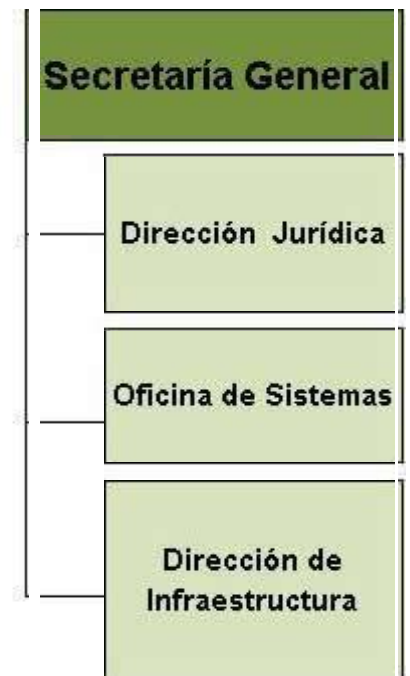 Secretaría General
Dirección Jurídica
Oficina de Sistemas
Dirección de
Infraestructura